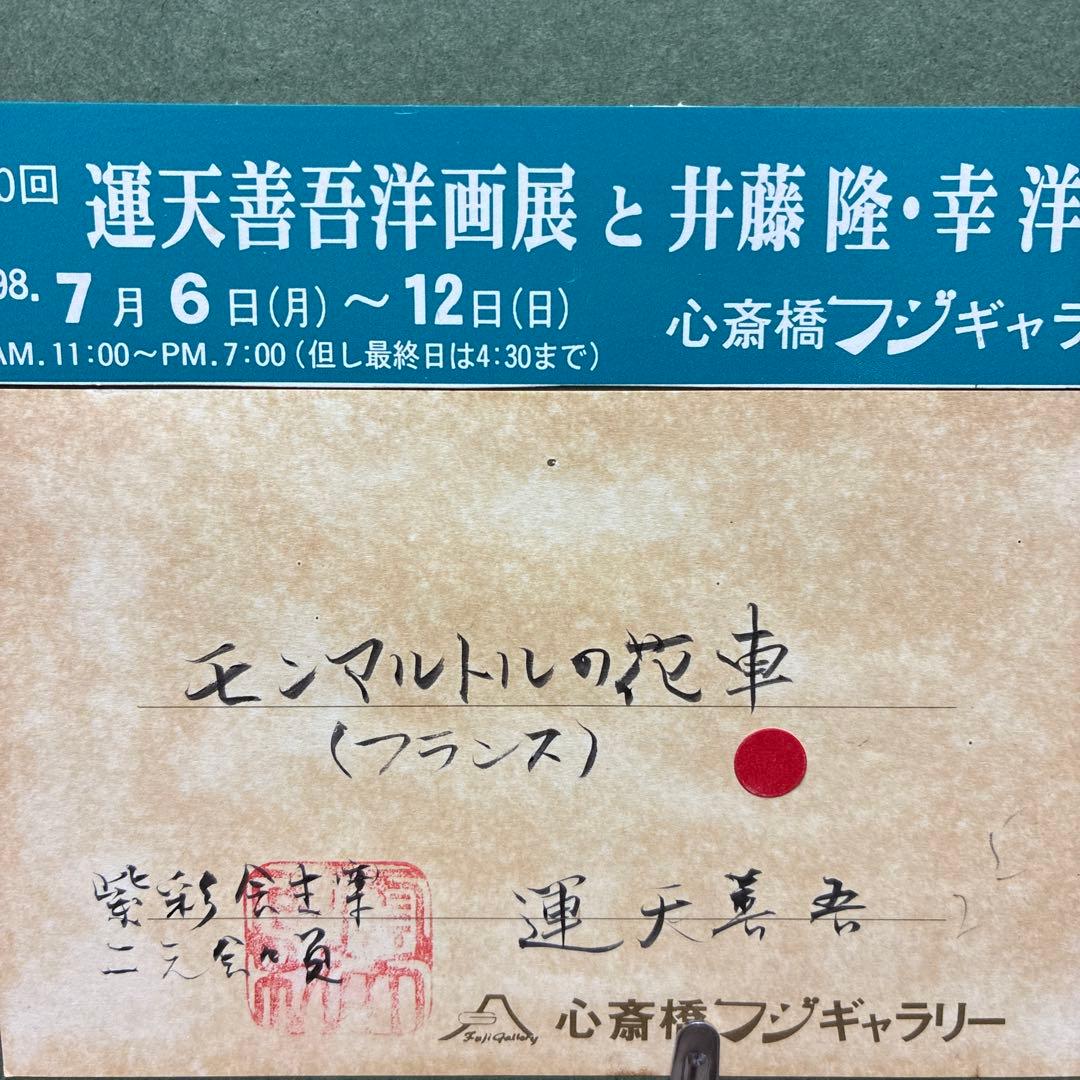 0回 運天善吾洋画展と井藤 隆・幸 洋
98. 7月6日(月)～12日(日)
AM. 11:00～PM. 7:00 (但し最終日は4:30まで)
心斎橋フジギャラ
モンマルトルの花車
(フランス)
紫彩会主宰
二元会会員
運天善吾
Fuji Gallery
心斎橋フジギャラリー